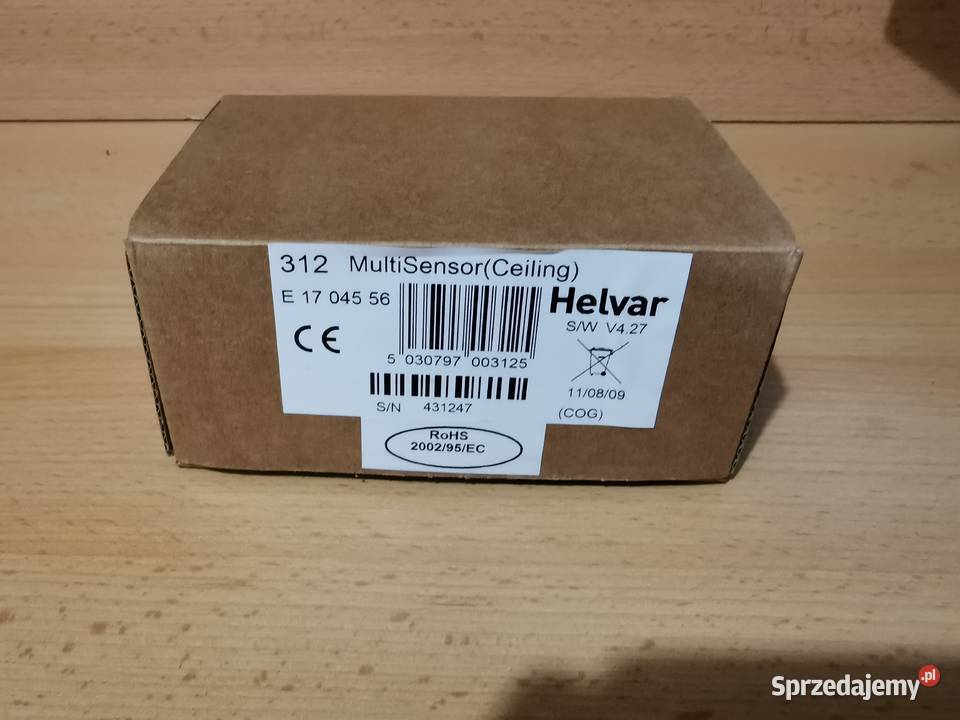 312 MultiSensor(Ceiling)
E 17 045 56
Helvar
S/W V4.27
CE
5 030797 003125
11/08/09
S/N 431247
(COG)
RoHS
2002/95/EC
Sprzedajemy.pl